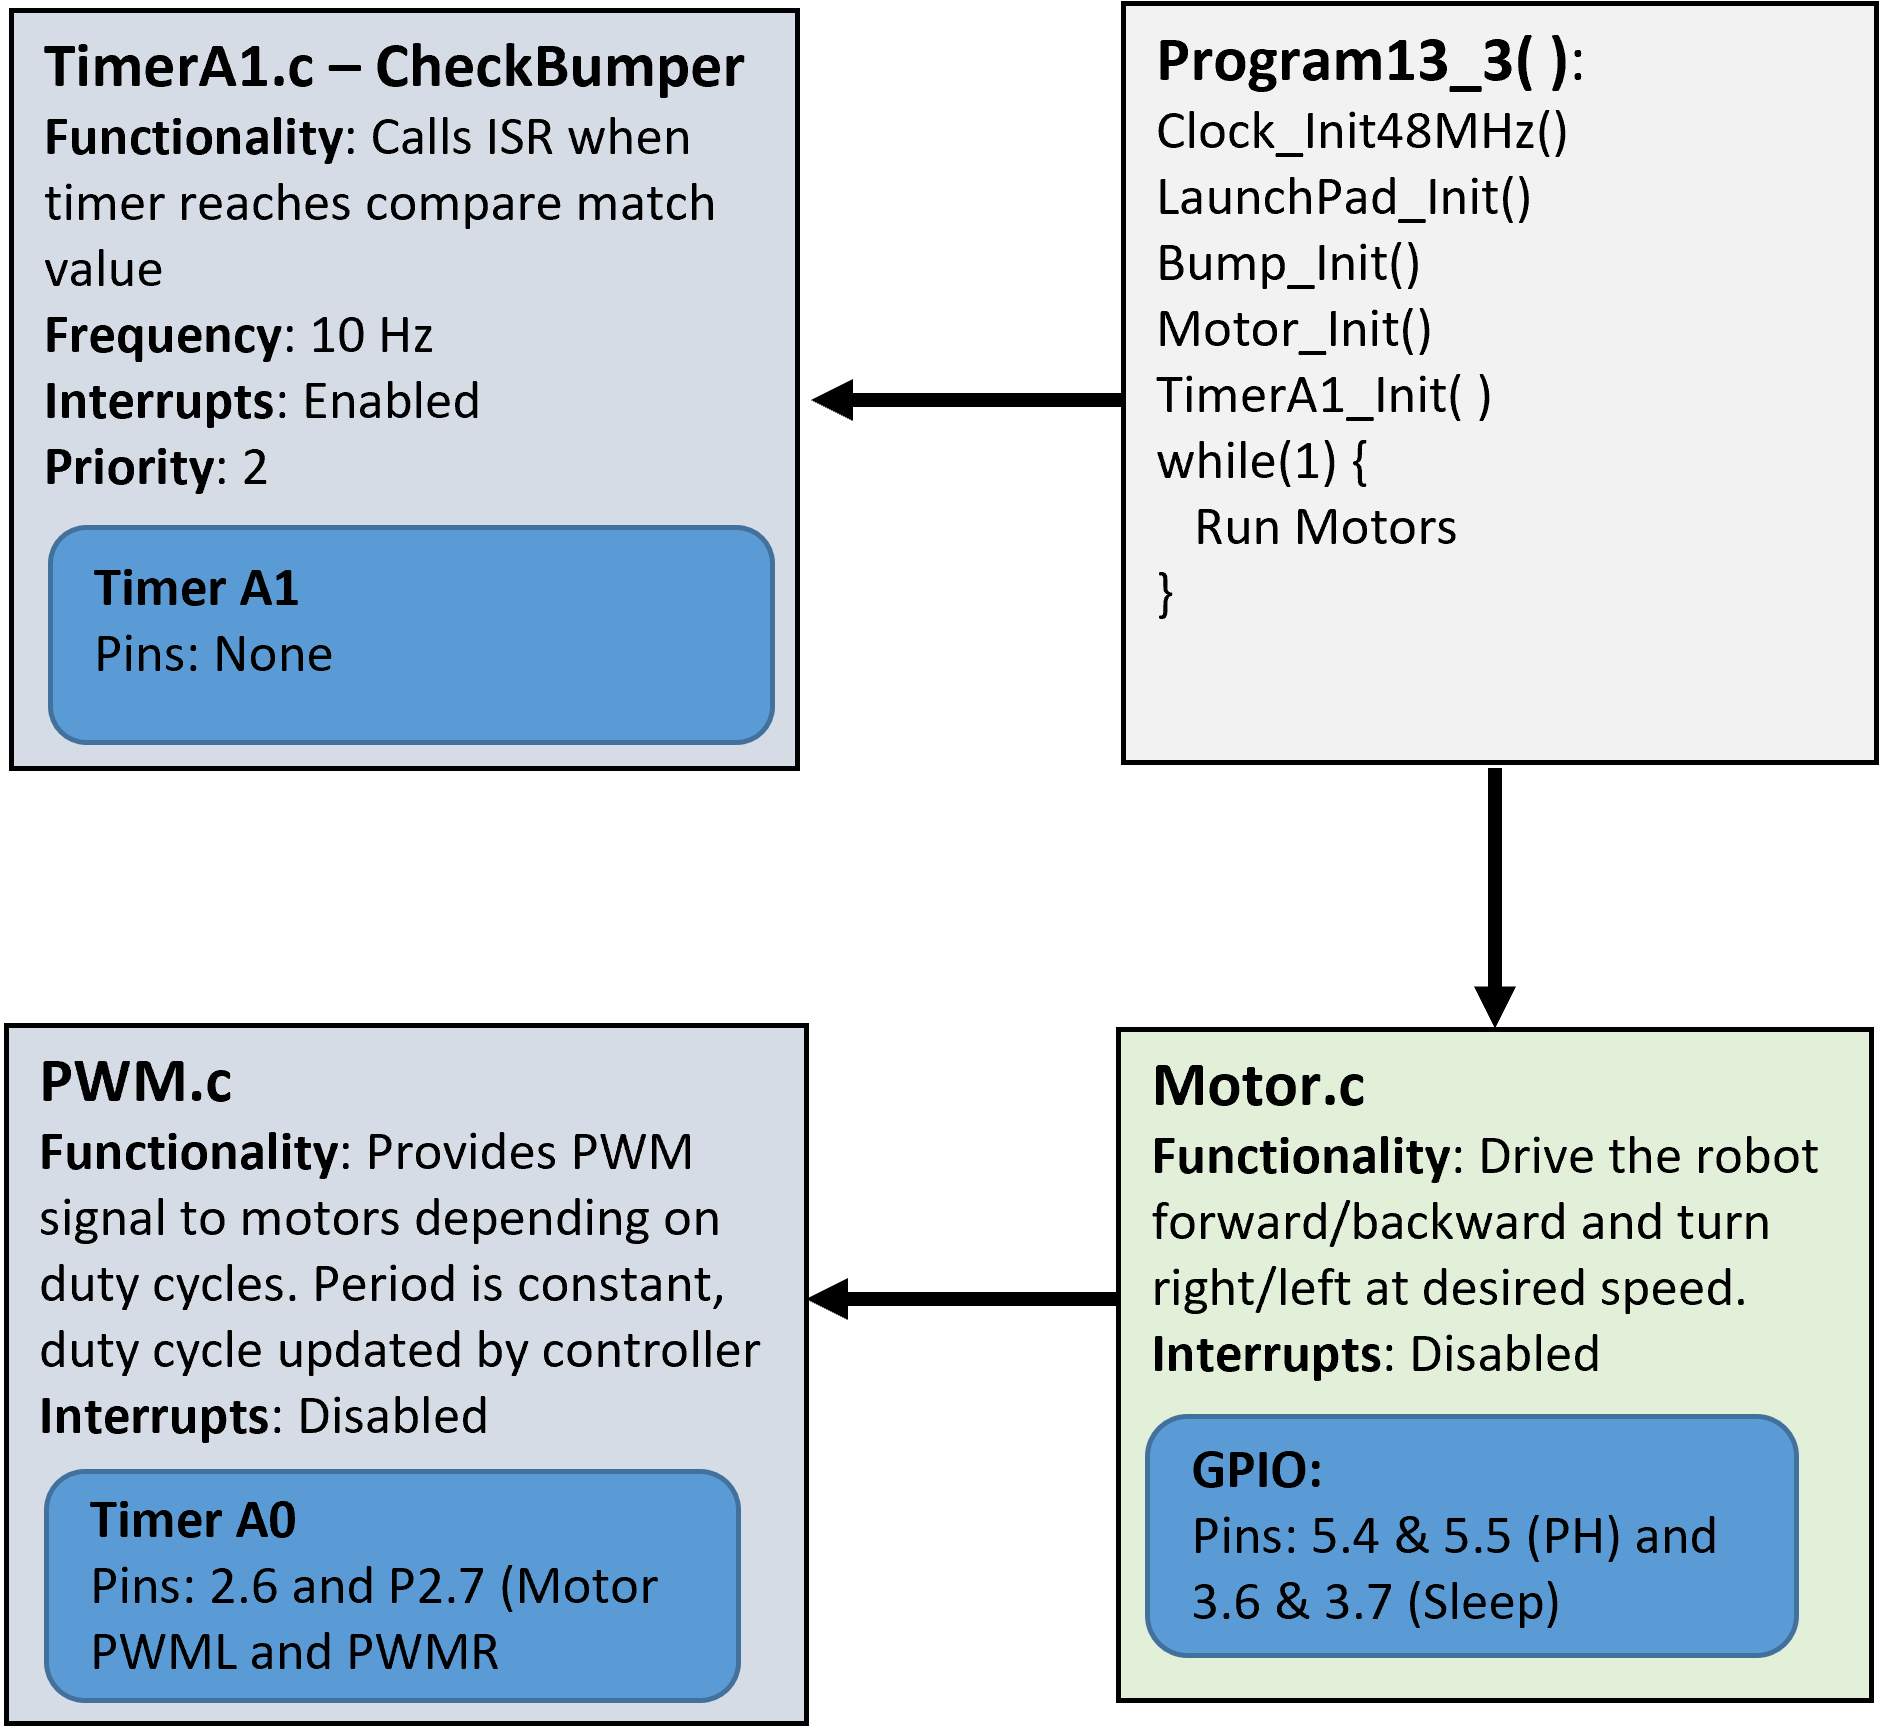 TimerA1.c – CheckBumper
Functionality: Calls ISR when
timer reaches compare match
value
Frequency: 10 Hz
Interrupts: Enabled
Priority: 2
Timer A1
Pins: None
Program13_3( ):
Clock_Init48MHz()
LaunchPad_Init()
Bump_Init()
Motor_Init()
TimerA1_Init( )
while(1) {
Run Motors
}
PWM.c
Functionality: Provides PWM
signal to motors depending on
duty cycles. Period is constant,
duty cycle updated by controller
Interrupts: Disabled
Timer A0
Pins: 2.6 and P2.7 (Motor
PWML and PWMR
Motor.c
Functionality: Drive the robot
forward/backward and turn
right/left at desired speed.
Interrupts: Disabled
GPIO:
Pins: 5.4 & 5.5 (PH) and
3.6 & 3.7 (Sleep)